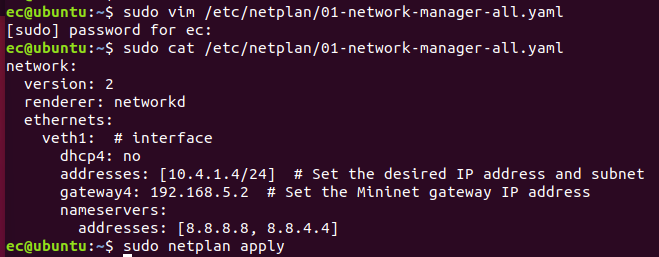 ec@ubuntu:~$ sudo vim /etc/netplan/01-network-manager-all.yaml
[sudo] password for ec:
ec@ubuntu:~$ sudo cat /etc/netplan/01-network-manager-all.yaml
network:
  version: 2
  renderer: networkd
  ethernets:
    veth1:  # interface
      dhcp4: no
      addresses: [10.4.1.4/24]  # Set the desired IP address and subnet
      gateway4: 192.168.5.2  # Set the Mininet gateway IP address
      nameservers:
        addresses: [8.8.8.8, 8.8.4.4]
ec@ubuntu:~$ sudo netplan apply